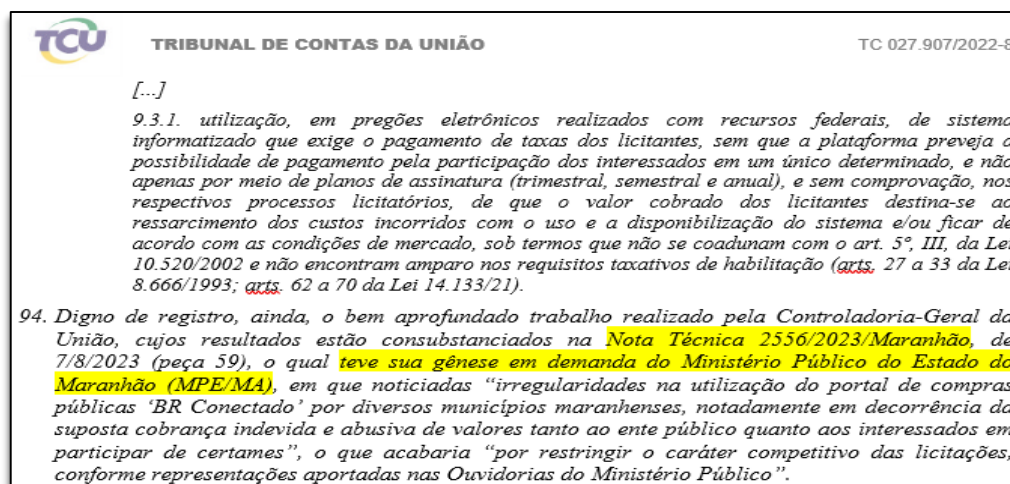 TCU
TRIBUNAL DE CONTAS DA UNIÃO
TC 027.907/2022-8
[...]
9.3.1. utilização, em pregões eletrônicos realizados com recursos federais, de sistema
informatizado que exige o pagamento de taxas dos licitantes, sem que a plataforma preveja a
possibilidade de pagamento pela participação dos interessados em um único determinado, e não
apenas por meio de planos de assinatura (trimestral, semestral e anual), e sem comprovação, nos
respectivos processos licitatórios, de que o valor cobrado dos licitantes destina-se ao
ressarcimento dos custos incorridos com o uso e a disponibilização do sistema e/ou ficar de
acordo com as condições de mercado, sob termos que não se coadunam com o art. 5º, III, da Lei
10.520/2002 e não encontram amparo nos requisitos taxativos de habilitação (arts. 27 a 33 da Lei
8.666/1993; arts. 62 a 70 da Lei 14.133/21).
94. Digno de registro, ainda, o bem aprofundado trabalho realizado pela Controladoria-Geral da
União, cujos resultados estão consubstanciados na Nota Técnica 2556/2023/Maranhão, de
7/8/2023 (peça 59), o qual teve sua gênese em demanda do Ministério Público do Estado do
Maranhão (MPE/MA), em que noticiadas “irregularidades na utilização do portal de compras
públicas ‘BR Conectado’ por diversos municípios maranhenses, notadamente em decorrência da
suposta cobrança indevida e abusiva de valores tanto ao ente público quanto aos interessados em
participar de certames”, o que acabaria “por restringir o caráter competitivo das licitações,
conforme representações aportadas nas Ouvidorias do Ministério Público”.